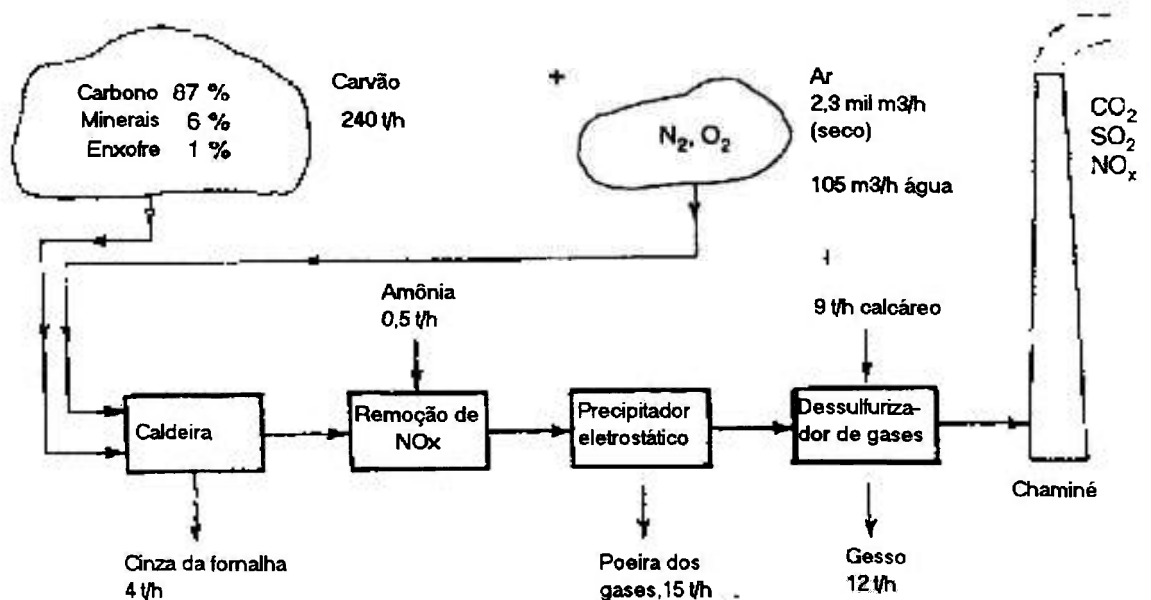 Carbono 87 %
Minerais 6 %
Enxofre 1 %
Carvão
240 t/h
+
N₂, O₂
Ar
2,3 mil m3/h
(seco)
105 m3/h água
CO₂
SO₂
NOₓ
Amônia
0,5 t/h
+
9 t/h calcáreo
Caldeira
Remoção de
NOx
Precipitador
eletrostático
Dessulfuriza-
dor de gases
Chaminé
Cinza da fornalha
4 t/h
Poeira dos
gases,15 t/h
Gesso
12 t/h